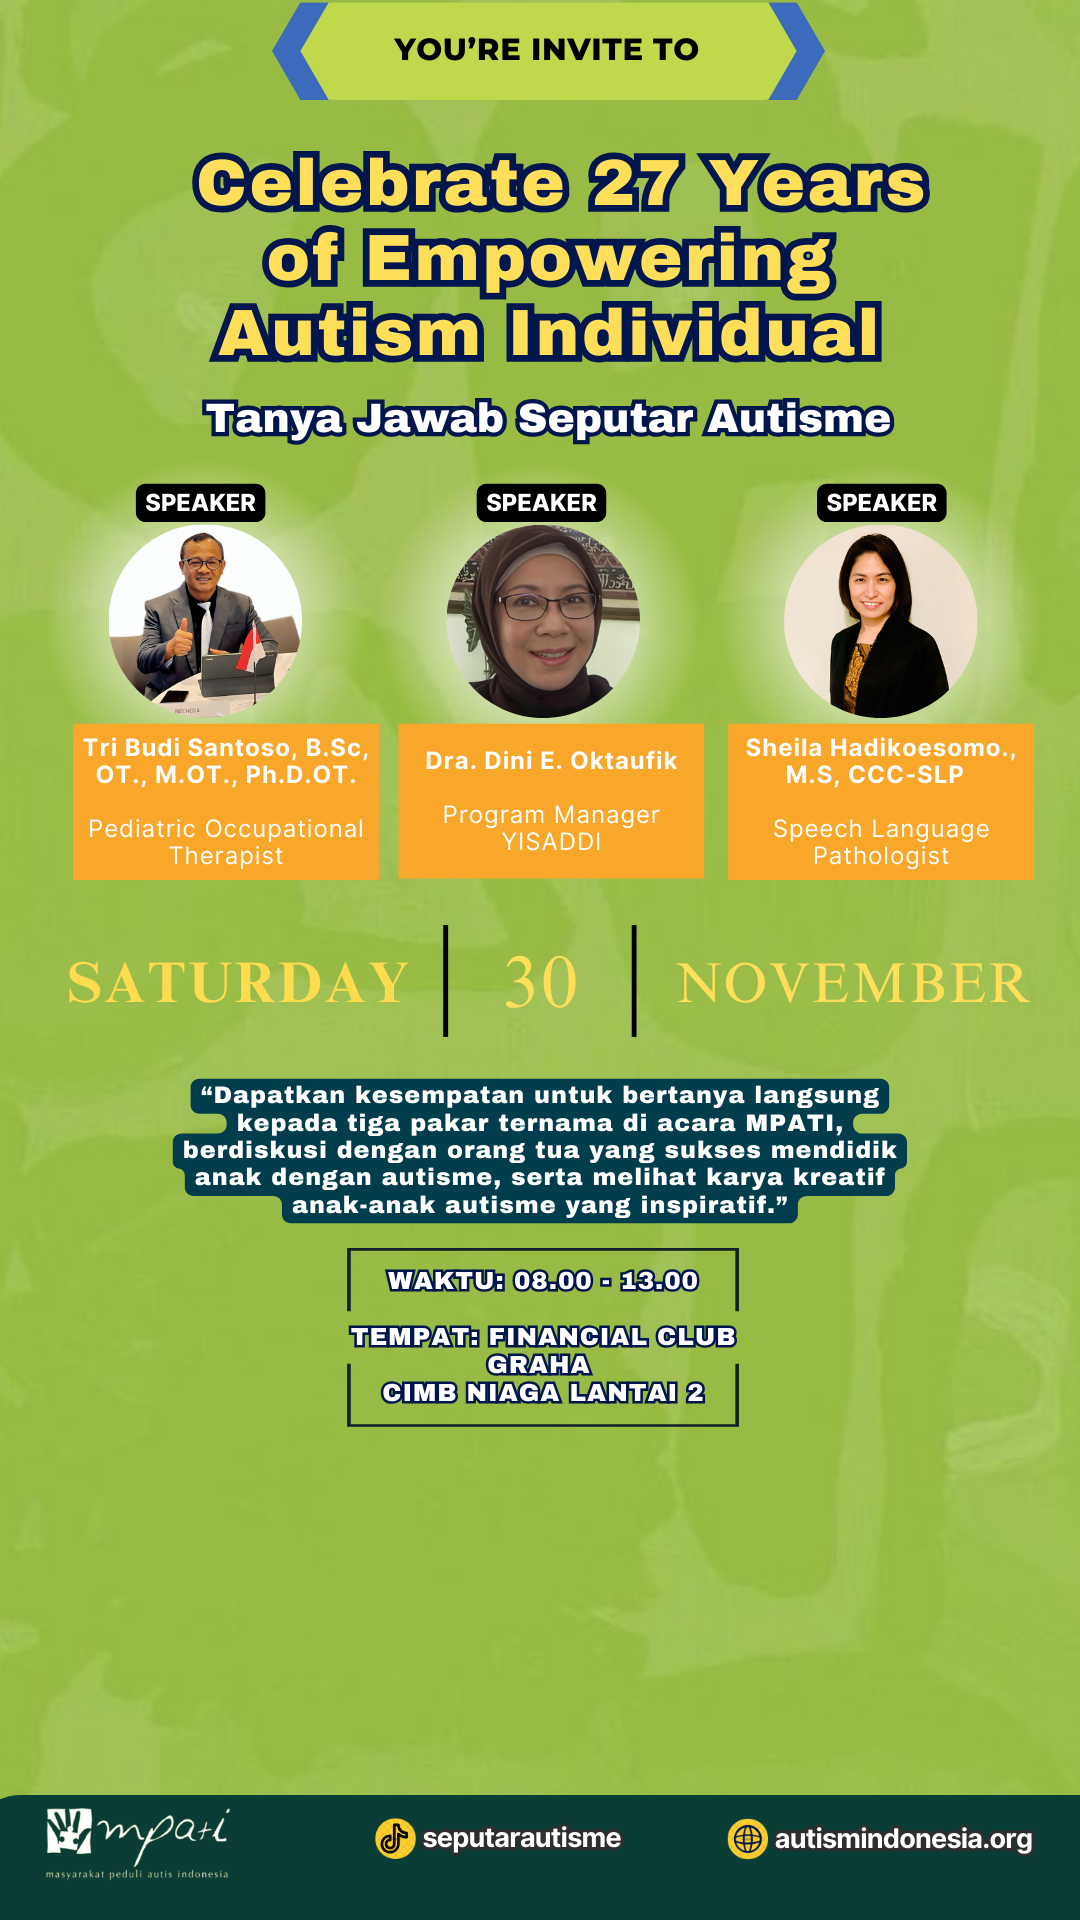 YOU'RE INVITE TO
Celebrate 27 Years
of Empowering
Autism Individual
Tanya Jawab Seputar Autisme
SPEAKER
SPEAKER
SPEAKER
INDONESIA
Tri Budi Santoso, B.Sc,
OT., M.OT., Ph.D.OT.
Pediatric Occupational
Therapist
Dra. Dini E. Oktaufik
Program Manager
YISADDI
Sheila Hadikoesomo.,
M.S, CCC-SLP
Speech Language
Pathologist
SATURDAY
30
NOVEMBER
“Dapatkan kesempatan untuk bertanya langsung
kepada tiga pakar ternama di acara MPATI,
berdiskusi dengan orang tua yang sukses mendidik
anak dengan autisme, serta melihat karya kreatif
anak-anak autisme yang inspiratif.”
WAKTU: 08.00 - 13.00
TEMPAT: FINANCIAL CLUB
GRAHA
CIMB NIAGA LANTAI 2
mpati
masyarakat peduli autis indonesia
seputarautisme
autismindonesia.org